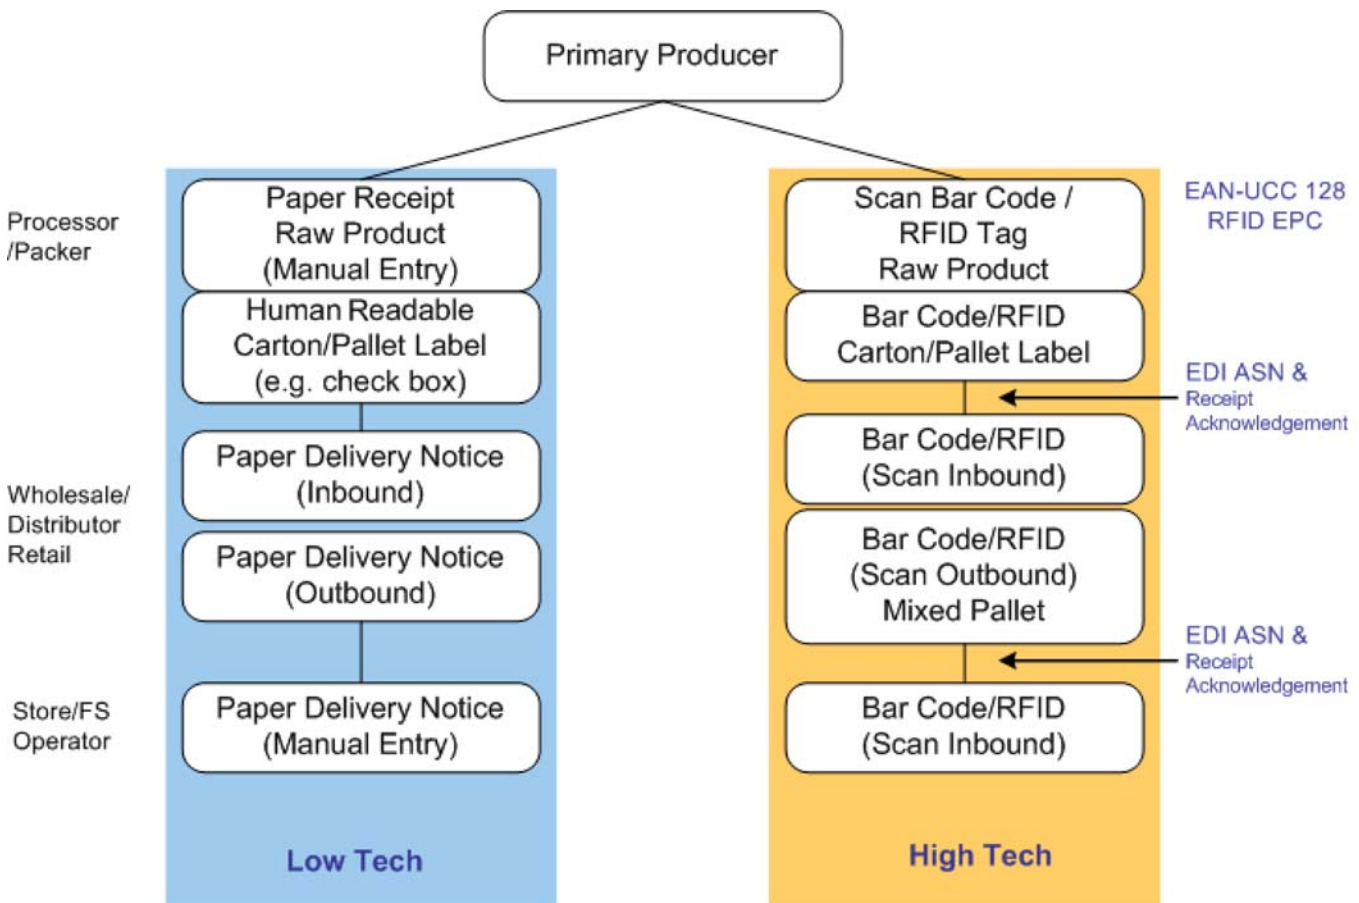 Primary Producer
Processor
/Packer
Paper Receipt
Raw Product
(Manual Entry)
Scan Bar Code /
RFID Tag
Raw Product
EAN-UCC 128
RFID EPC
Human Readable
Carton/Pallet Label
(e.g. check box)
Bar Code/RFID
Carton/Pallet Label
EDI ASN &
Receipt
Acknowledgement
Wholesale/
Distributor
Retail
Paper Delivery Notice
(Inbound)
Bar Code/RFID
(Scan Inbound)
Paper Delivery Notice
(Outbound)
Bar Code/RFID
(Scan Outbound)
Mixed Pallet
EDI ASN &
Receipt
Acknowledgement
Store/FS
Operator
Paper Delivery Notice
(Manual Entry)
Bar Code/RFID
(Scan Inbound)
Low Tech
High Tech